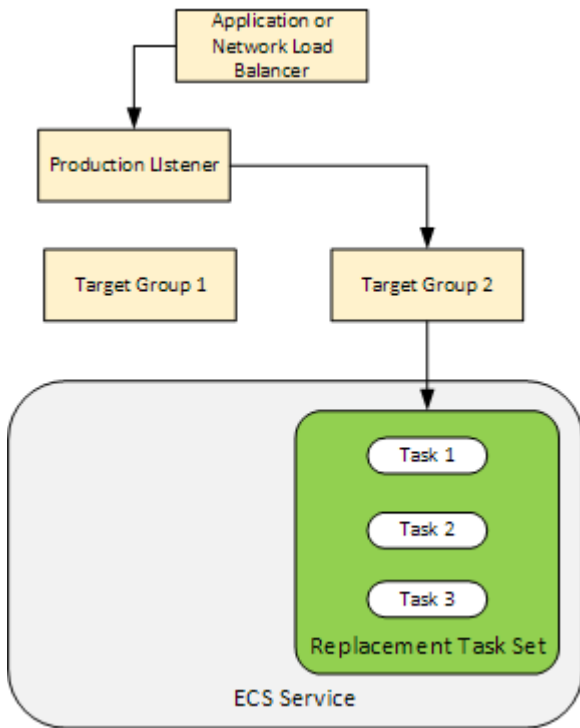 Application or
Network Load
Balancer
Production Listener
Target Group 1
Target Group 2
Task 1
Task 2
Task 3
Replacement Task Set
ECS Service